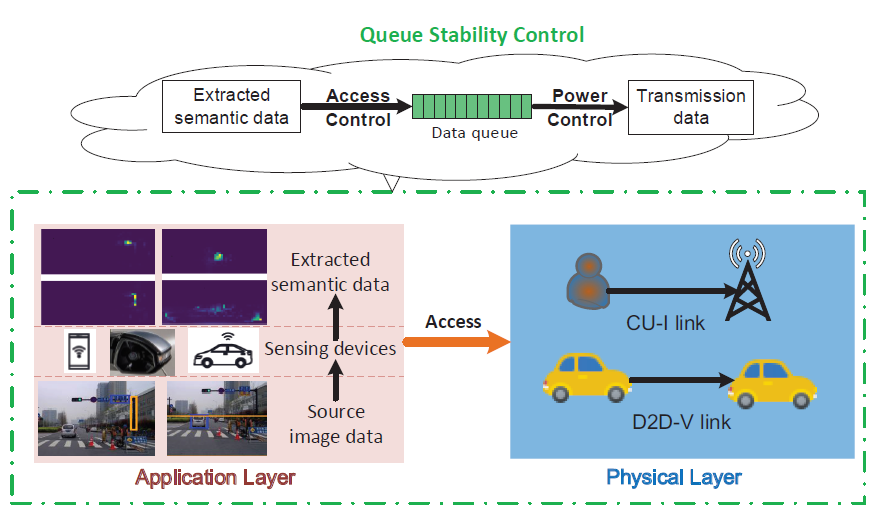 Queue Stability Control
Extracted
semantic data
Access
Control
Data queue
Power
Control
Transmission
data
Extracted
semantic data
Sensing devices
Source
image data
Application Layer
Access
CU-I link
D2D-V link
Physical Layer